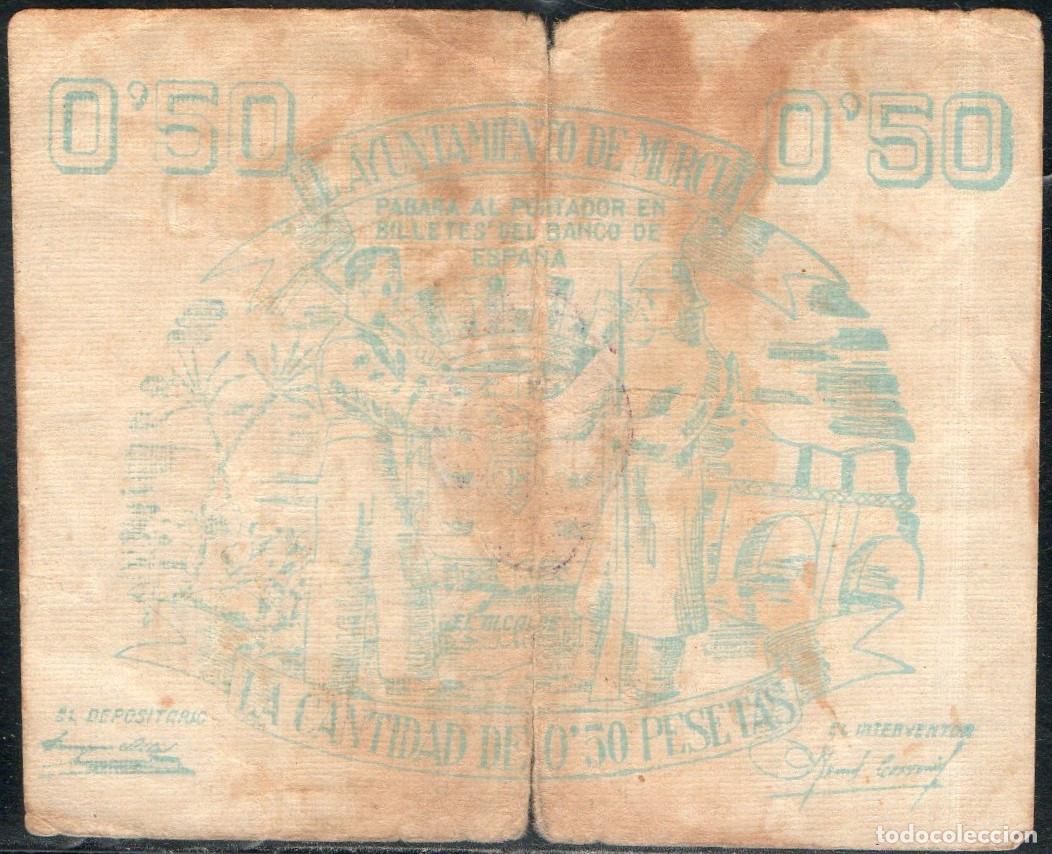 0'50
0'50
EL AYUNTAMIENTO DE MURCIA
PAGARA AL PORTADOR EN
BILLETES DEL BANCO DE
ESPAÑA
EL ALCALDE
LA CANTIDAD DE 0'50 PESETAS
EL DEPOSITARIO
EL INTERVENTOR
todocoleccion